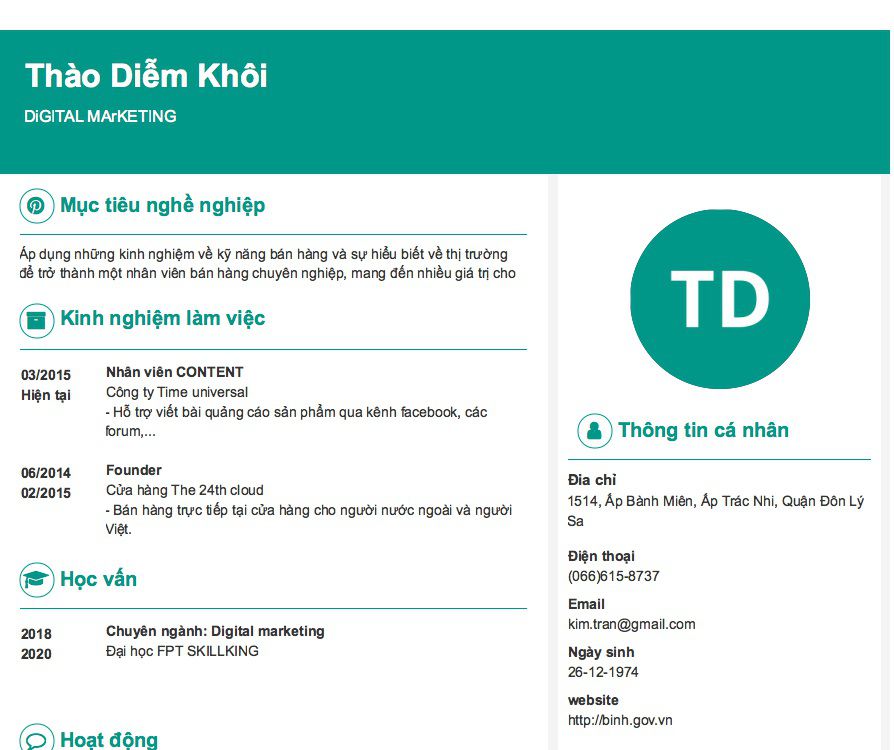 Thào Diễm Khôi
DiGITAL MArKETING
Mục tiêu nghề nghiệp
Áp dụng những kinh nghiệm về kỹ năng bán hàng và sự hiểu biết về thị trường
để trở thành một nhân viên bán hàng chuyên nghiệp, mang đến nhiều giá trị cho
Kinh nghiệm làm việc
03/2015
Hiện tại
Nhân viên CONTENT
Công ty Time universal
- Hỗ trợ viết bài quảng cáo sản phẩm qua kênh facebook, các
forum,...
06/2014
02/2015
Founder
Cửa hàng The 24th cloud
- Bán hàng trực tiếp tại cửa hàng cho người nước ngoài và người
Việt.
Học vấn
2018
2020
Chuyên ngành: Digital marketing
Đại học FPT SKILLKING
Hoạt động
TD
Thông tin cá nhân
Đia chỉ
1514, Ấp Bành Miên, Ấp Trác Nhi, Quận Đôn Lý
Sa
Điện thoại
(066)615-8737
Email
kim.tran@gmail.com
Ngày sinh
26-12-1974
website
http://binh.gov.vn